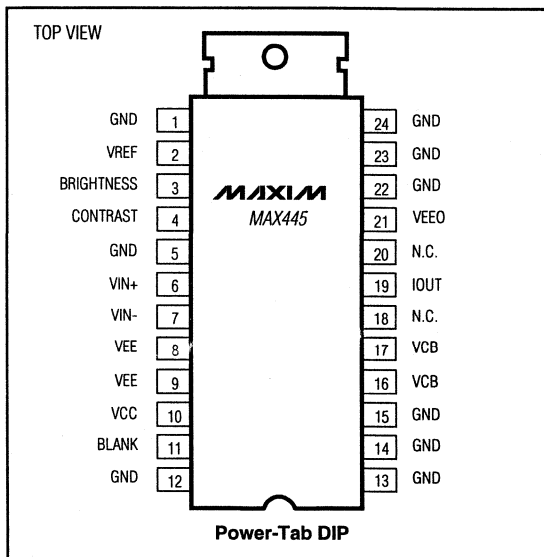 TOP VIEW
GND 1 24 GND
VREF 2 23 GND
BRIGHTNESS 3 22 GND
CONTRAST 4 21 VEEO
GND 5 20 N.C.
VIN+ 6 19 IOUT
VIN- 7 18 N.C.
VEE 8 17 VCB
VEE 9 16 VCB
VCC 10 15 GND
BLANK 11 14 GND
GND 12 13 GND
MAXIM
MAX445
Power-Tab DIP